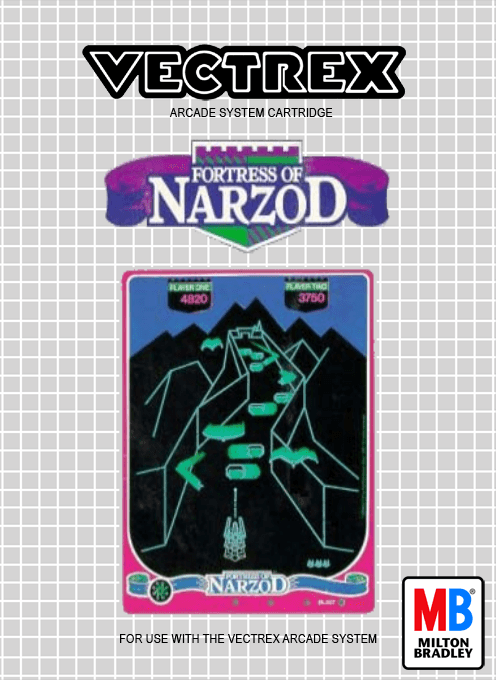 VECTREX
ARCADE SYSTEM CARTRIDGE
FORTRESS OF
NARZOD
PLAYER ONE
4820
PLAYER TWO
3750
FORTRESS OF
NARZOD
FOR USE WITH THE VECTREX ARCADE SYSTEM
MB®
MILTON
BRADLEY